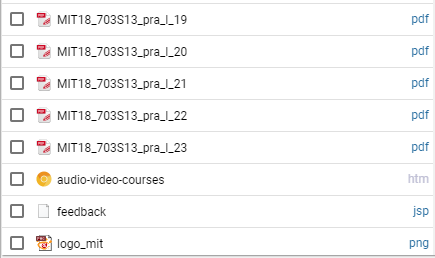 MIT18_703S13_pra_l_19 pdf
MIT18_703S13_pra_l_20 pdf
MIT18_703S13_pra_l_21 pdf
MIT18_703S13_pra_l_22 pdf
MIT18_703S13_pra_l_23 pdf
audio-video-courses htm
feedback jsp
logo_mit png